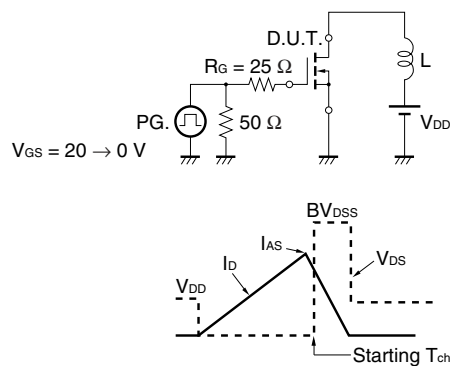 D.U.T.
RG = 25 Ω
L
PG.
50 Ω
VDD
VGS = 20 → 0 V
BVDSS
IAS
VDS
ID
VDD
Starting Tch